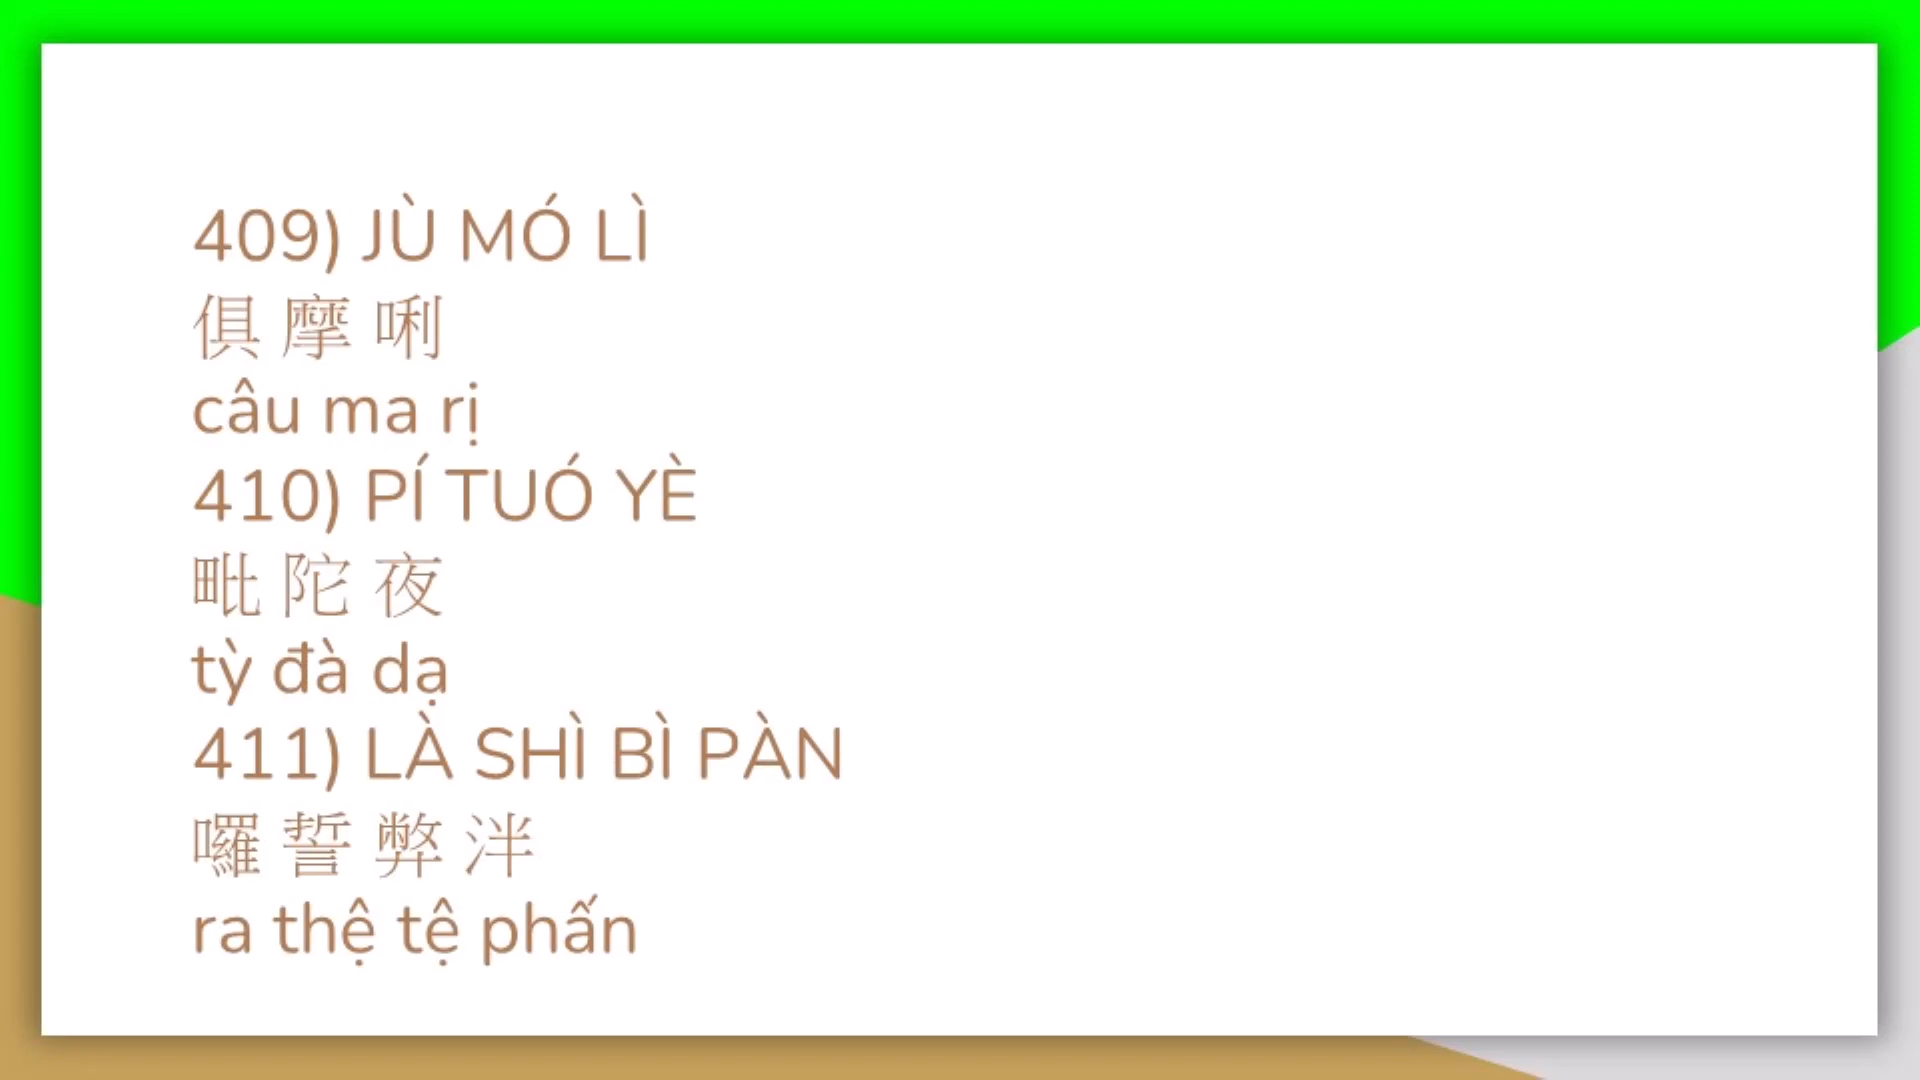 409) JÙ MÓ LÌ
俱 摩 唎
câu ma rị
410) PÍ TUÓ YÈ
毗 陀 夜
tỳ đà dạ
411) LÀ SHÌ BÌ PÀN
囉 誓 弊 泮
ra thệ tệ phấn